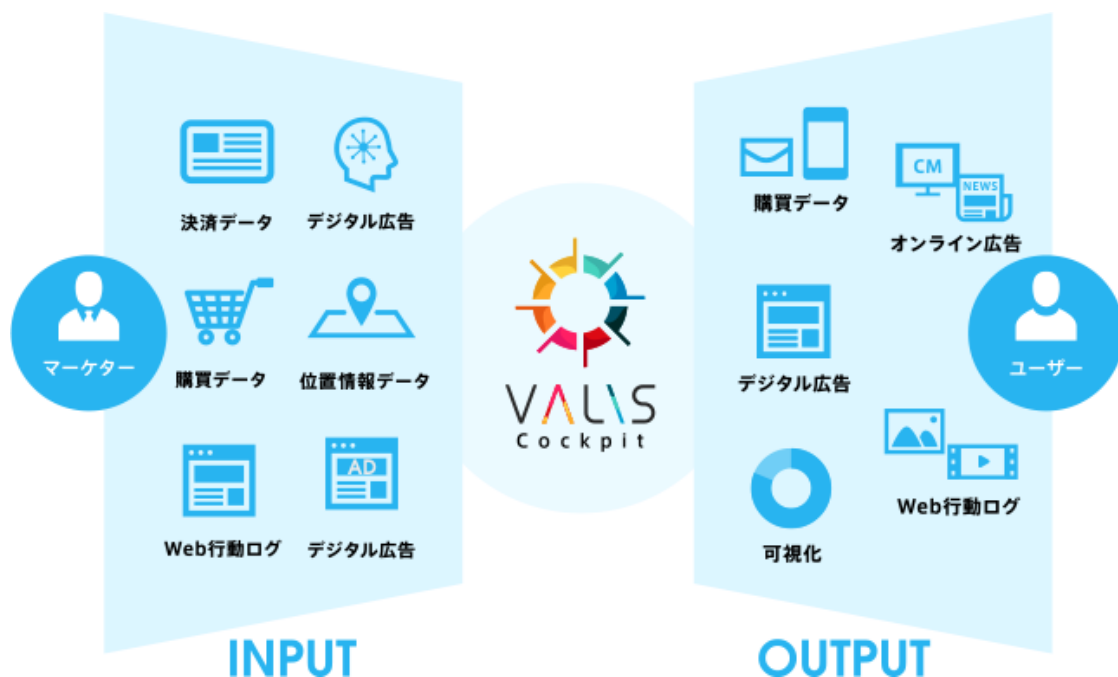 決済データ
デジタル広告
マーケター
購買データ
位置情報データ
Web行動ログ
AD
デジタル広告
INPUT
VALIS
Cockpit
購買データ
CM
NEWS
オンライン広告
デジタル広告
ユーザー
Web行動ログ
可視化
OUTPUT